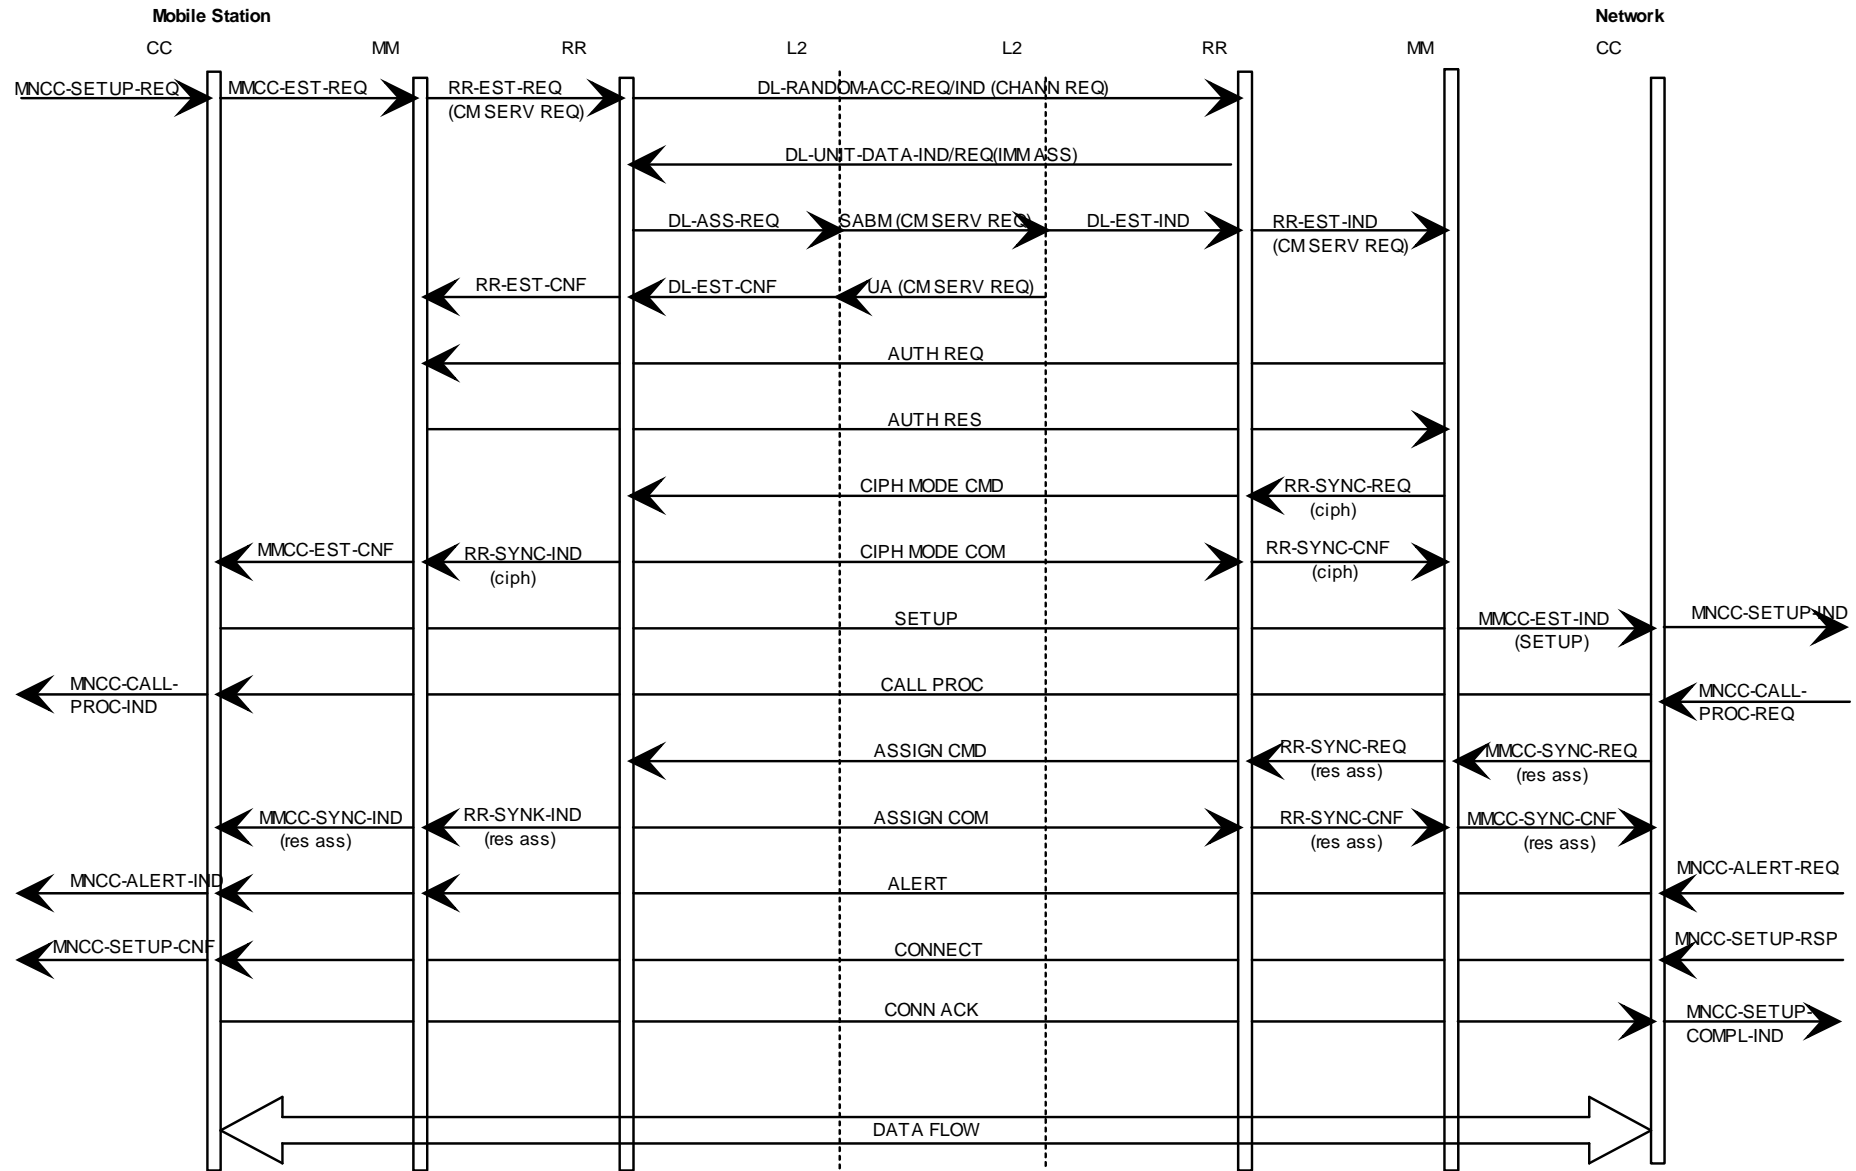 Mobile Station Network
CC MM RR L2 L2 RR MM CC
MNCC-SETUP-REQ MMCC-EST-REQ RR-EST-REQ DL-RANDOM-ACC-REQ/IND (CHANN REQ)
(CM SERV REQ)
DL-UNIT-DATA-IND/REQ(IMM ASS)
DL-ASS-REQ SABM (CM SERV REQ) DL-EST-IND RR-EST-IND
(CM SERV REQ)
RR-EST-CNF DL-EST-CNF UA (CM SERV REQ)
AUTH REQ
AUTH RES
CIPH MODE CMD RR-SYNC-REQ
(ciph)
MMCC-EST-CNF RR-SYNC-IND CIPH MODE COM RR-SYNC-CNF
(ciph) (ciph)
SETUP MMCC-EST-IND MNCC-SETUP-IND
(SETUP)
MNCC-CALL- CALL PROC MNCC-CALL-
PROC-IND PROC-REQ
ASSIGN CMD RR-SYNC-REQ MMCC-SYNC-REQ
(res ass) (res ass)
MMCC-SYNC-IND RR-SYNK-IND ASSIGN COM RR-SYNC-CNF MMCC-SYNC-CNF
(res ass) (res ass) (res ass) (res ass)
MNCC-ALERT-IND ALERT MNCC-ALERT-REQ
MNCC-SETUP-CNF CONNECT MNCC-SETUP-RSP
CONN ACK MNCC-SETUP-
COMPL-IND
DATA FLOW